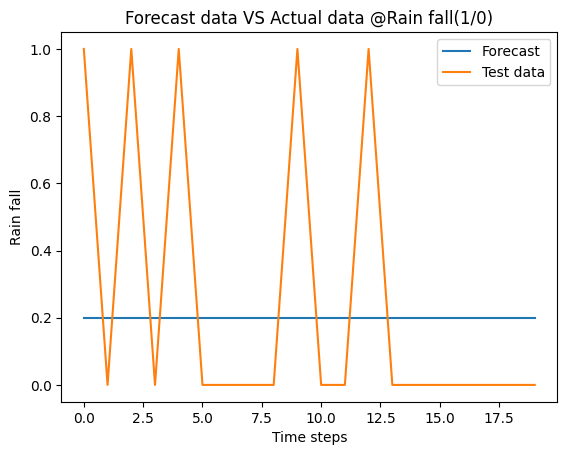 Forecast data VS Actual data @Rain fall(1/0)
Forecast
Test data
1.0
0.8
0.6
0.4
0.2
0.0
Rain fall
0.0 2.5 5.0 7.5 10.0 12.5 15.0 17.5
Time steps